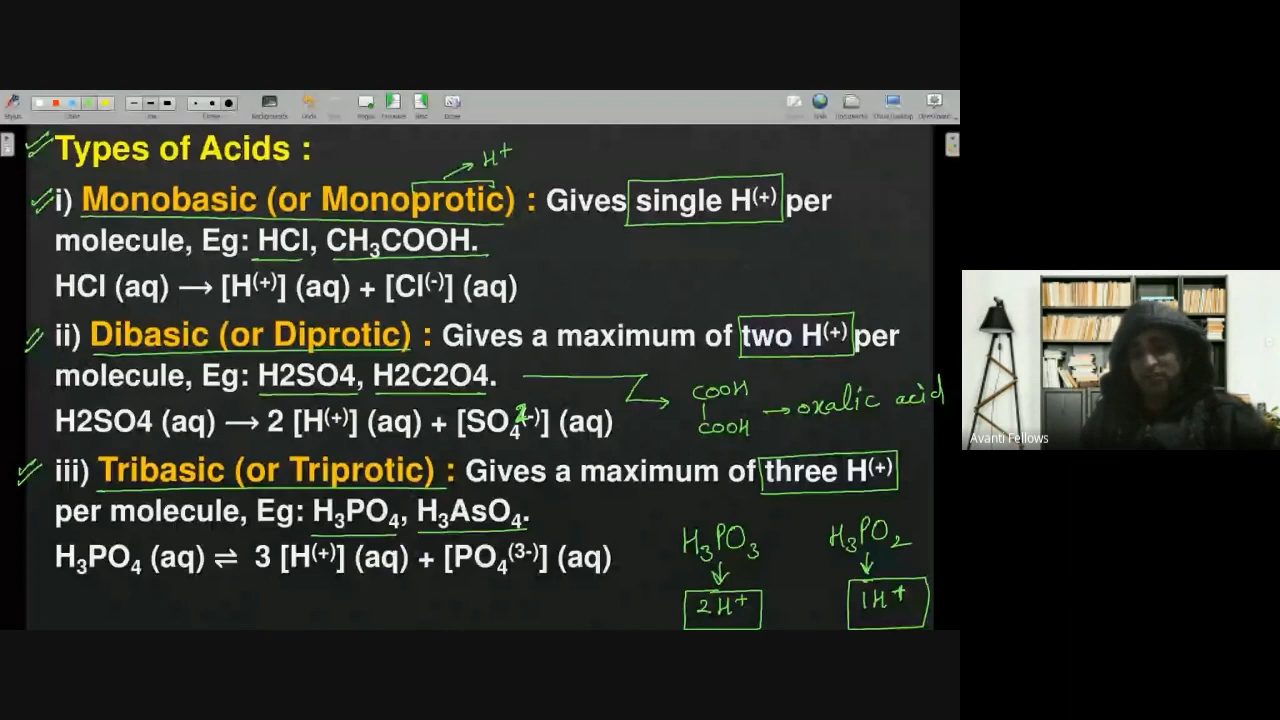 Types of Acids :
H+
i) Monobasic (or Monoprotic) : Gives single H(+) per
molecule, Eg: HCl, CH₃COOH.
HCl (aq) ⟶ [H(+)] (aq) + [Cl(-)] (aq)
ii) Dibasic (or Diprotic) : Gives a maximum of two H(+) per
molecule, Eg: H2SO4, H2C2O4.
COOH
COOH → oxalic acid
H2SO4 (aq) ⟶ 2 [H(+)] (aq) + [SO₄2-)] (aq)
iii) Tribasic (or Triprotic) : Gives a maximum of three H(+)
per molecule, Eg: H₃PO₄, H₃AsO₄.
H₃PO₄ (aq) ⇌ 3 [H(+)] (aq) + [PO₄(3-)] (aq)
H₃PO₃ H₃PO₂
2H+ 1H+
Avanti Fellows